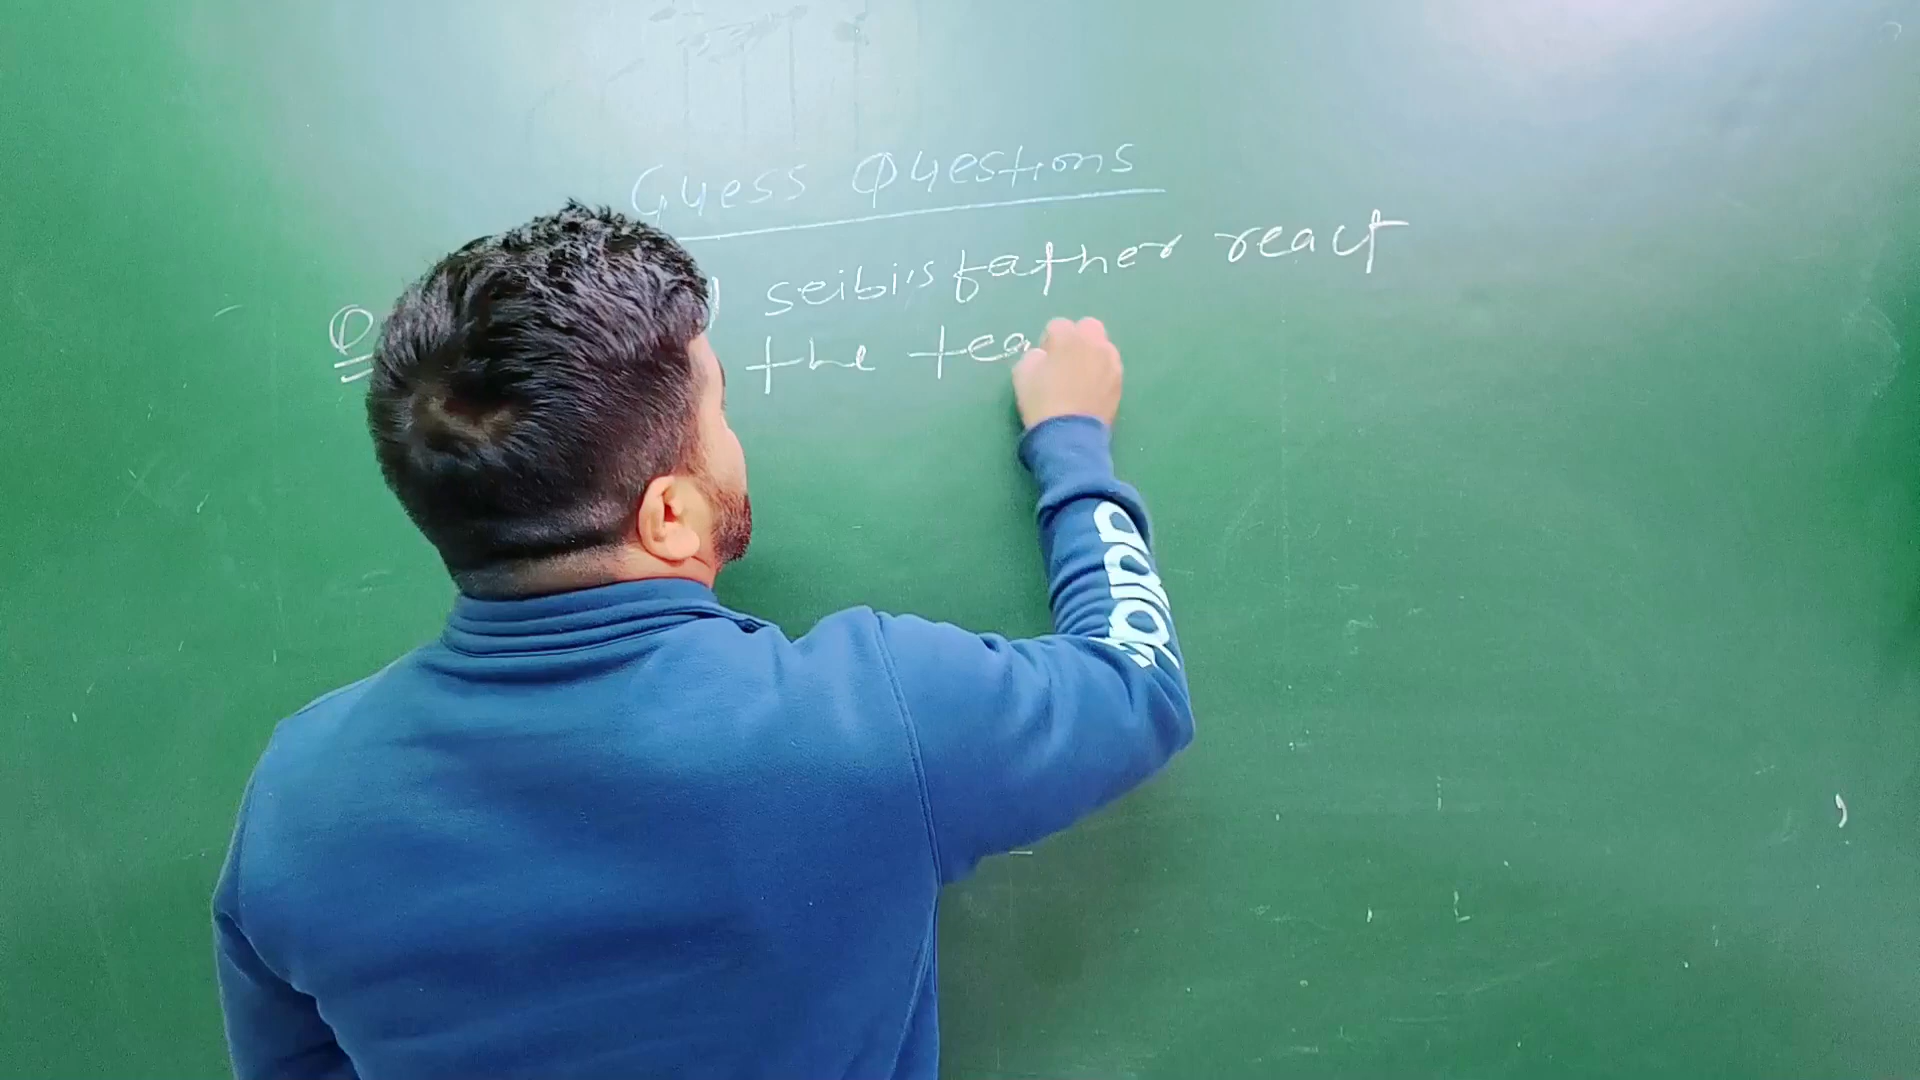 Guess Questions
Q seibi's father react
the tea